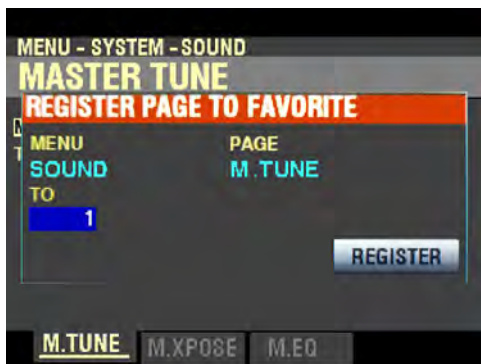 MENU - SYSTEM - SOUND
MASTER TUNE
REGISTER PAGE TO FAVORITE
MENU PAGE
SOUND M.TUNE
TO
1
REGISTER
M.TUNE M.XPOSE M.EQ